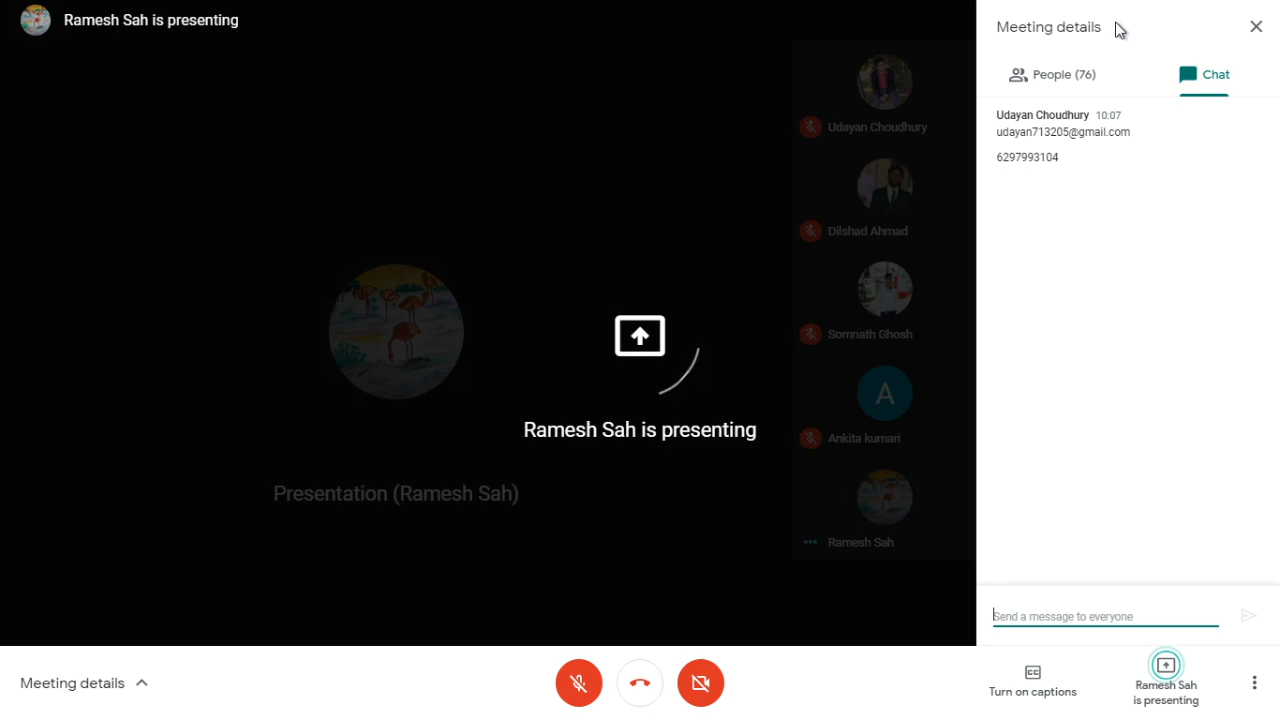 Ramesh Sah is presenting
Meeting details
People (76)
Chat
Udayan Choudhury 10:07
udayan713205@gmail.com
6297993104
Udayan Choudhury
Dilshad Ahmad
Somnath Ghosh
A
Ankita kumari
Ramesh Sah
Ramesh Sah is presenting
Presentation (Ramesh Sah)
Send a message to everyone
Meeting details
CC
Turn on captions
Ramesh Sah
is presenting